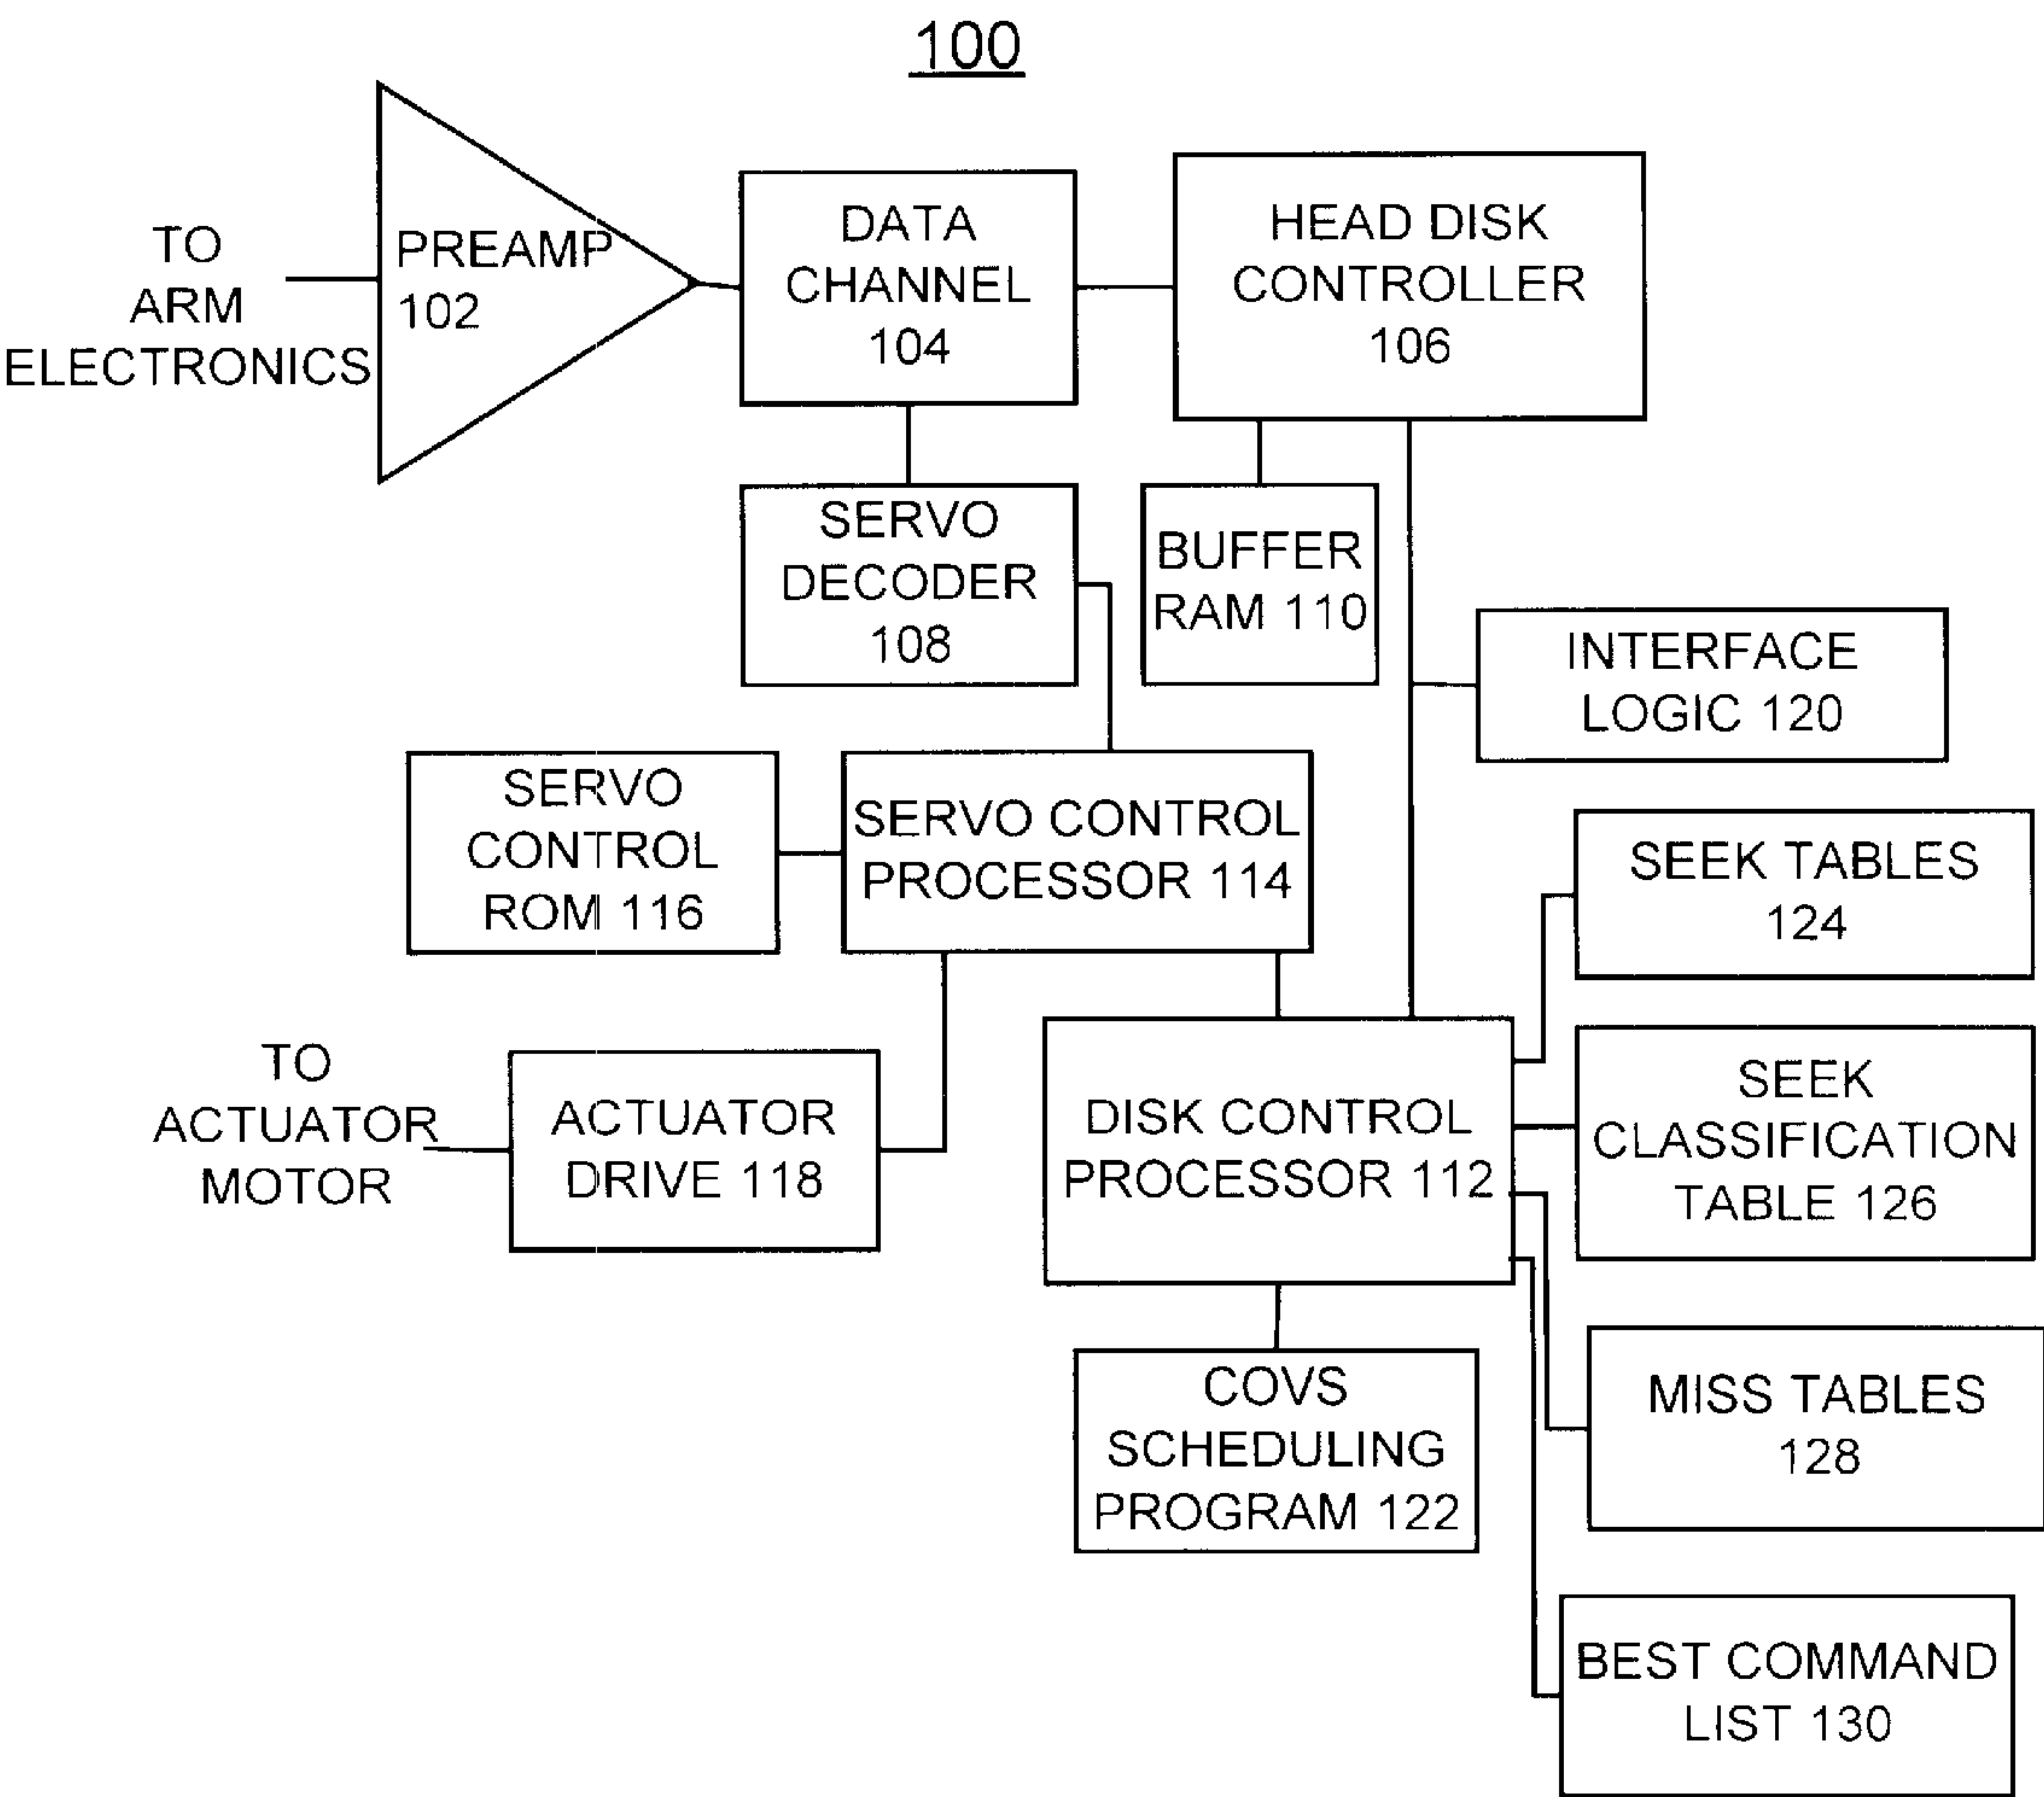 100
TO
ARM
ELECTRONICS
PREAMP
102
DATA
CHANNEL
104
HEAD DISK
CONTROLLER
106
SERVO
DECODER
108
BUFFER
RAM 110
INTERFACE
LOGIC 120
SERVO
CONTROL
ROM 116
SERVO CONTROL
PROCESSOR 114
SEEK TABLES
124
TO
ACTUATOR
MOTOR
ACTUATOR
DRIVE 118
DISK CONTROL
PROCESSOR 112
SEEK
CLASSIFICATION
TABLE 126
COVS
SCHEDULING
PROGRAM 122
MISS TABLES
128
BEST COMMAND
LIST 130